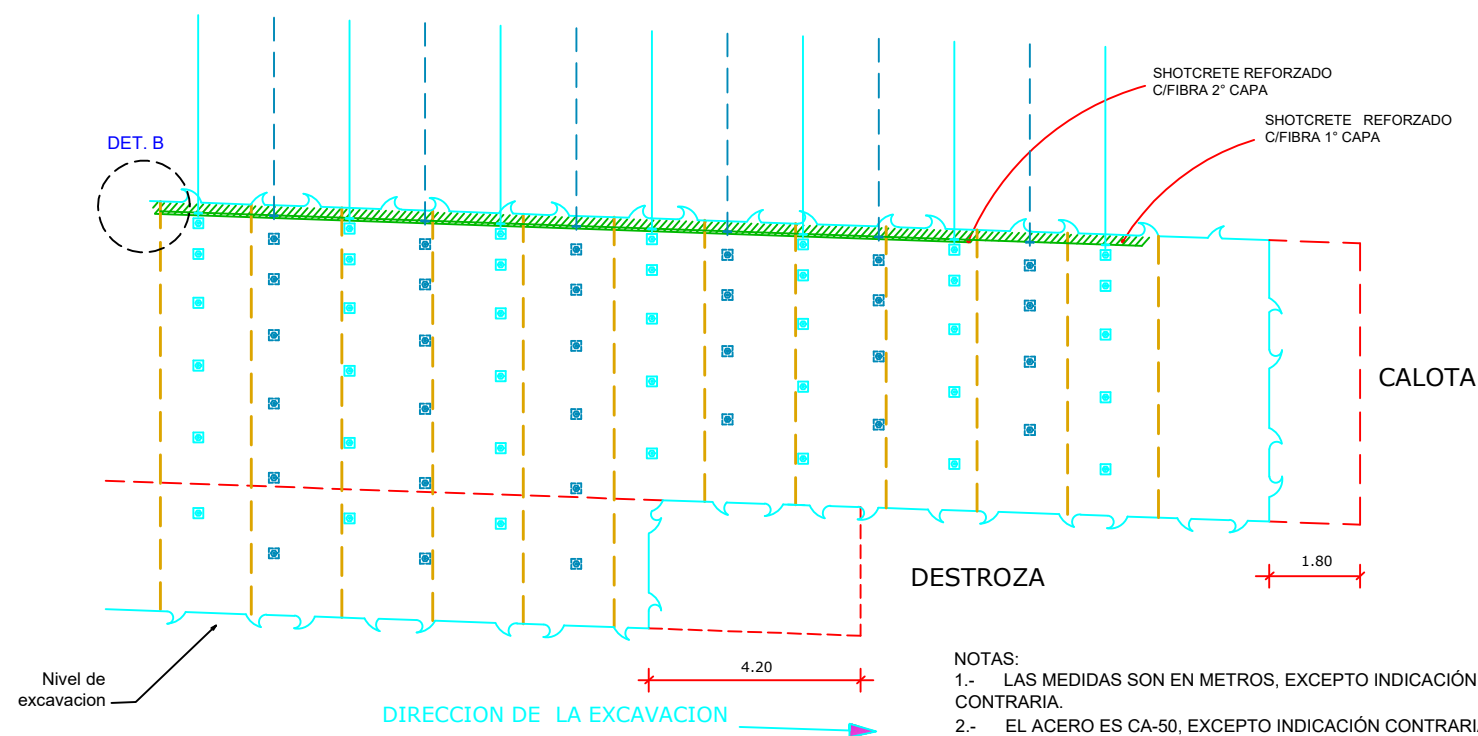 SHOTCRETE REFORZADO
C/FIBRA 2° CAPA
SHOTCRETE REFORZADO
C/FIBRA 1° CAPA
DET. B
CALOTA
DESTROZA
1.80
4.20
Nivel de
excavacion
DIRECCION DE LA EXCAVACION
NOTAS:
1.- LAS MEDIDAS SON EN METROS, EXCEPTO INDICACIÓN
CONTRARIA.
2.- EL ACERO ES CA-50, EXCEPTO INDICACIÓN